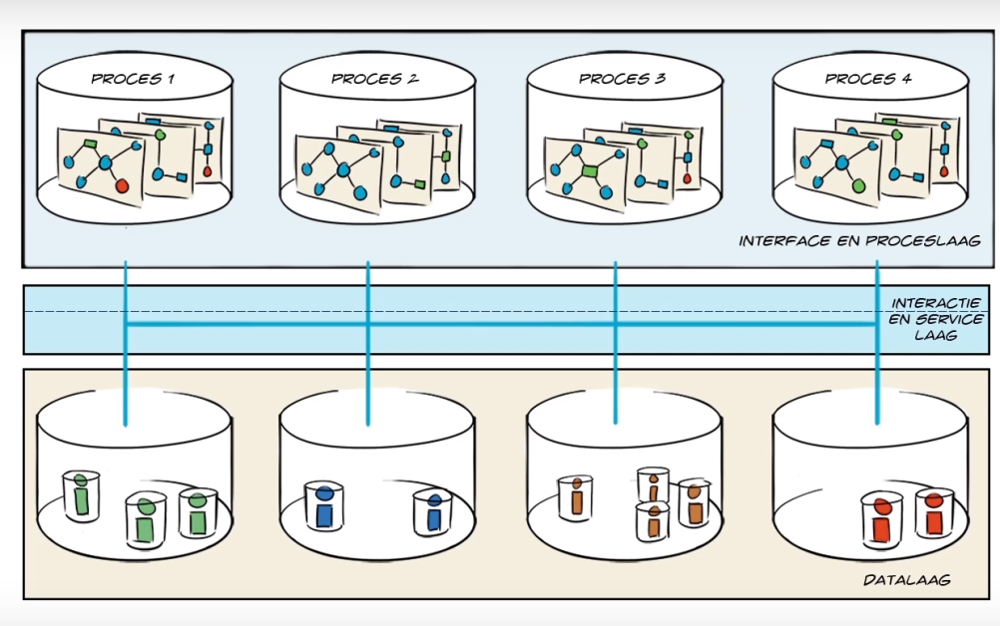 PROCES 1
PROCES 2
PROCES 3
PROCES 4
INTERFACE EN PROCESLAAG
INTERACTIE
EN SERVICE
LAAG
DATALAAG